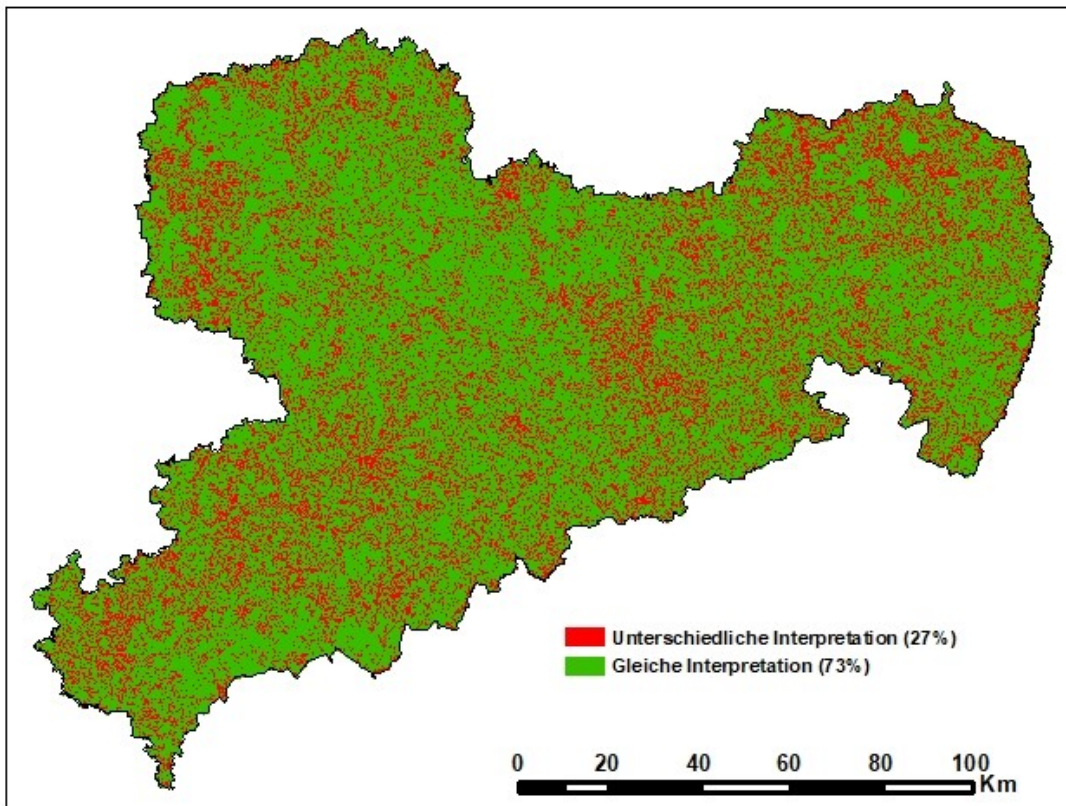 Unterschiedliche Interpretation (27%)
Gleiche Interpretation (73%)
0 20 40 60 80 100
Km